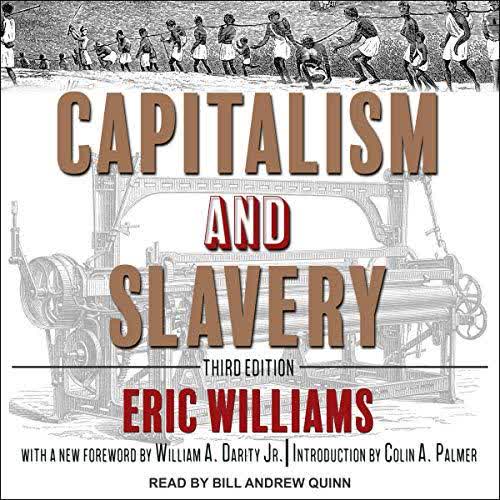 CAPITALISM
AND
SLAVERY
THIRD EDITION
ERIC WILLIAMS
WITH A NEW FOREWORD BY WILLIAM A. DARITY JR. | INTRODUCTION BY COLIN A. PALMER
READ BY BILL ANDREW QUINN